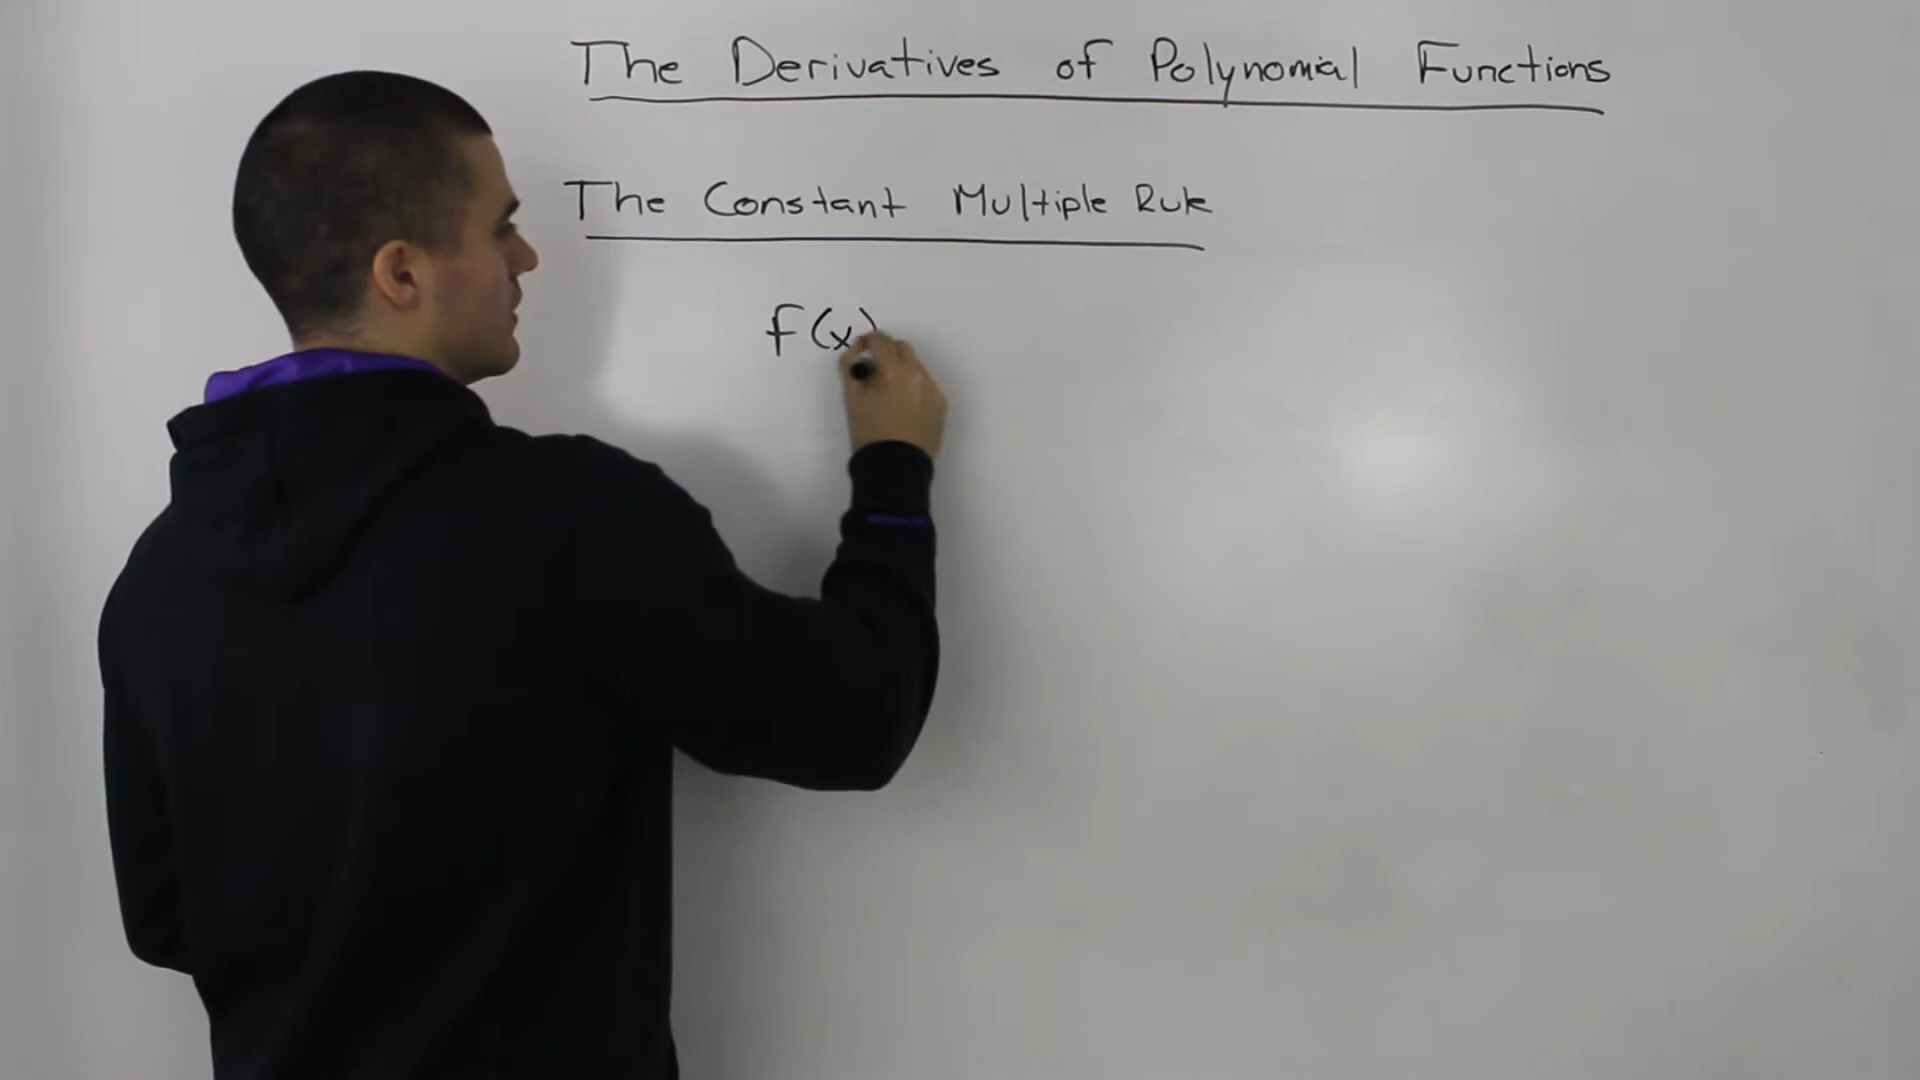 The Derivatives of Polynomial Functions
The Constant Multiple Rule
f(x)